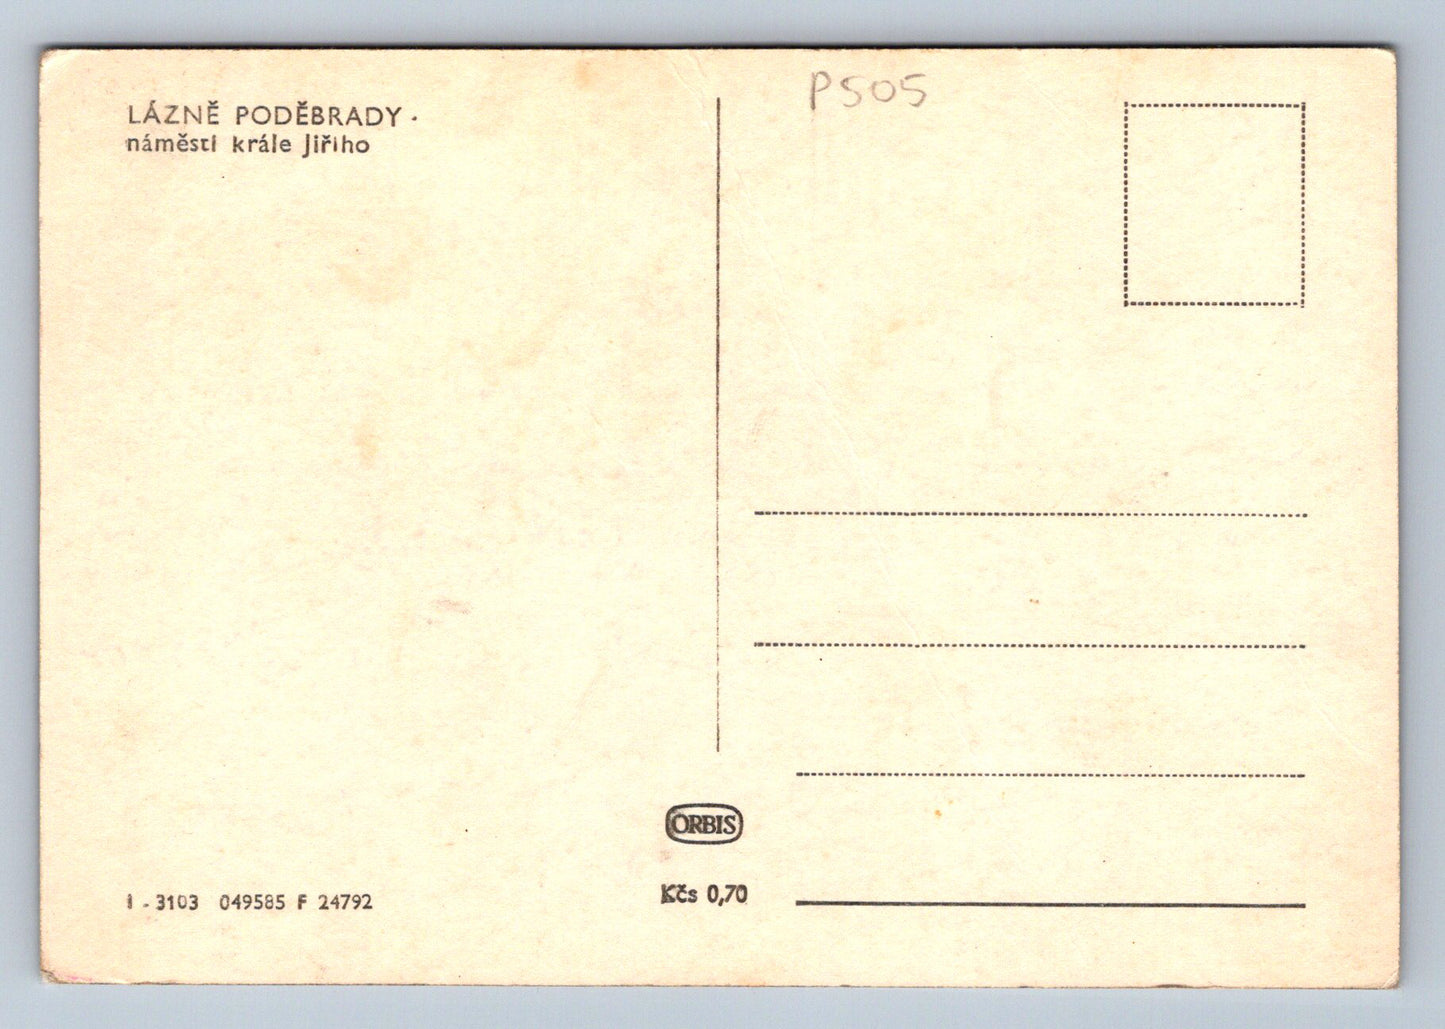 LÁZNĚ PODĚBRADY ·
náměstí krále Jiřího
P505
ORBIS
Kčs 0,70
I - 3103 049585 F 24792